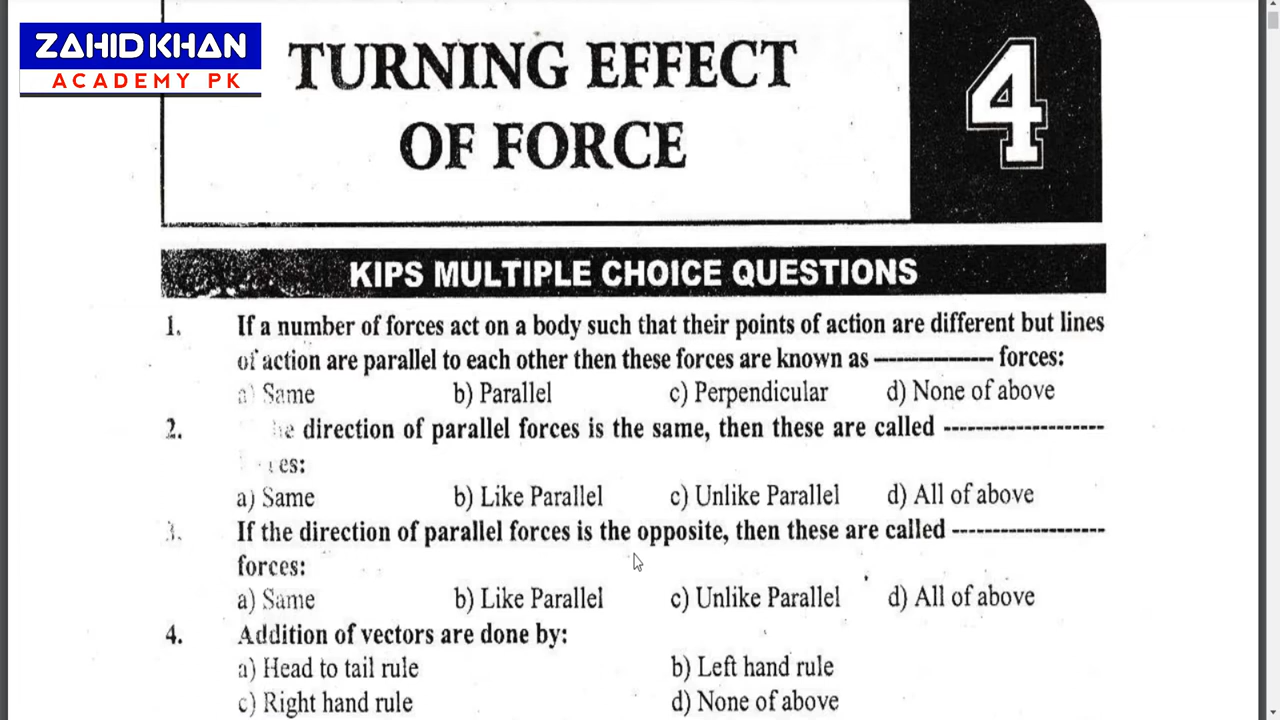 ZAHID KHAN
ACADEMY PK
TURNING EFFECT
OF FORCE
4
KIPS MULTIPLE CHOICE QUESTIONS
1. If a number of forces act on a body such that their points of action are different but lines
of action are parallel to each other then these forces are known as --------------- forces:
a) Same b) Parallel c) Perpendicular d) None of above
2. he direction of parallel forces is the same, then these are called --------------------
es:
a) Same b) Like Parallel c) Unlike Parallel d) All of above
3. If the direction of parallel forces is the opposite, then these are called -------------------
forces:
a) Same b) Like Parallel c) Unlike Parallel d) All of above
4. Addition of vectors are done by:
a) Head to tail rule b) Left hand rule
c) Right hand rule d) None of above